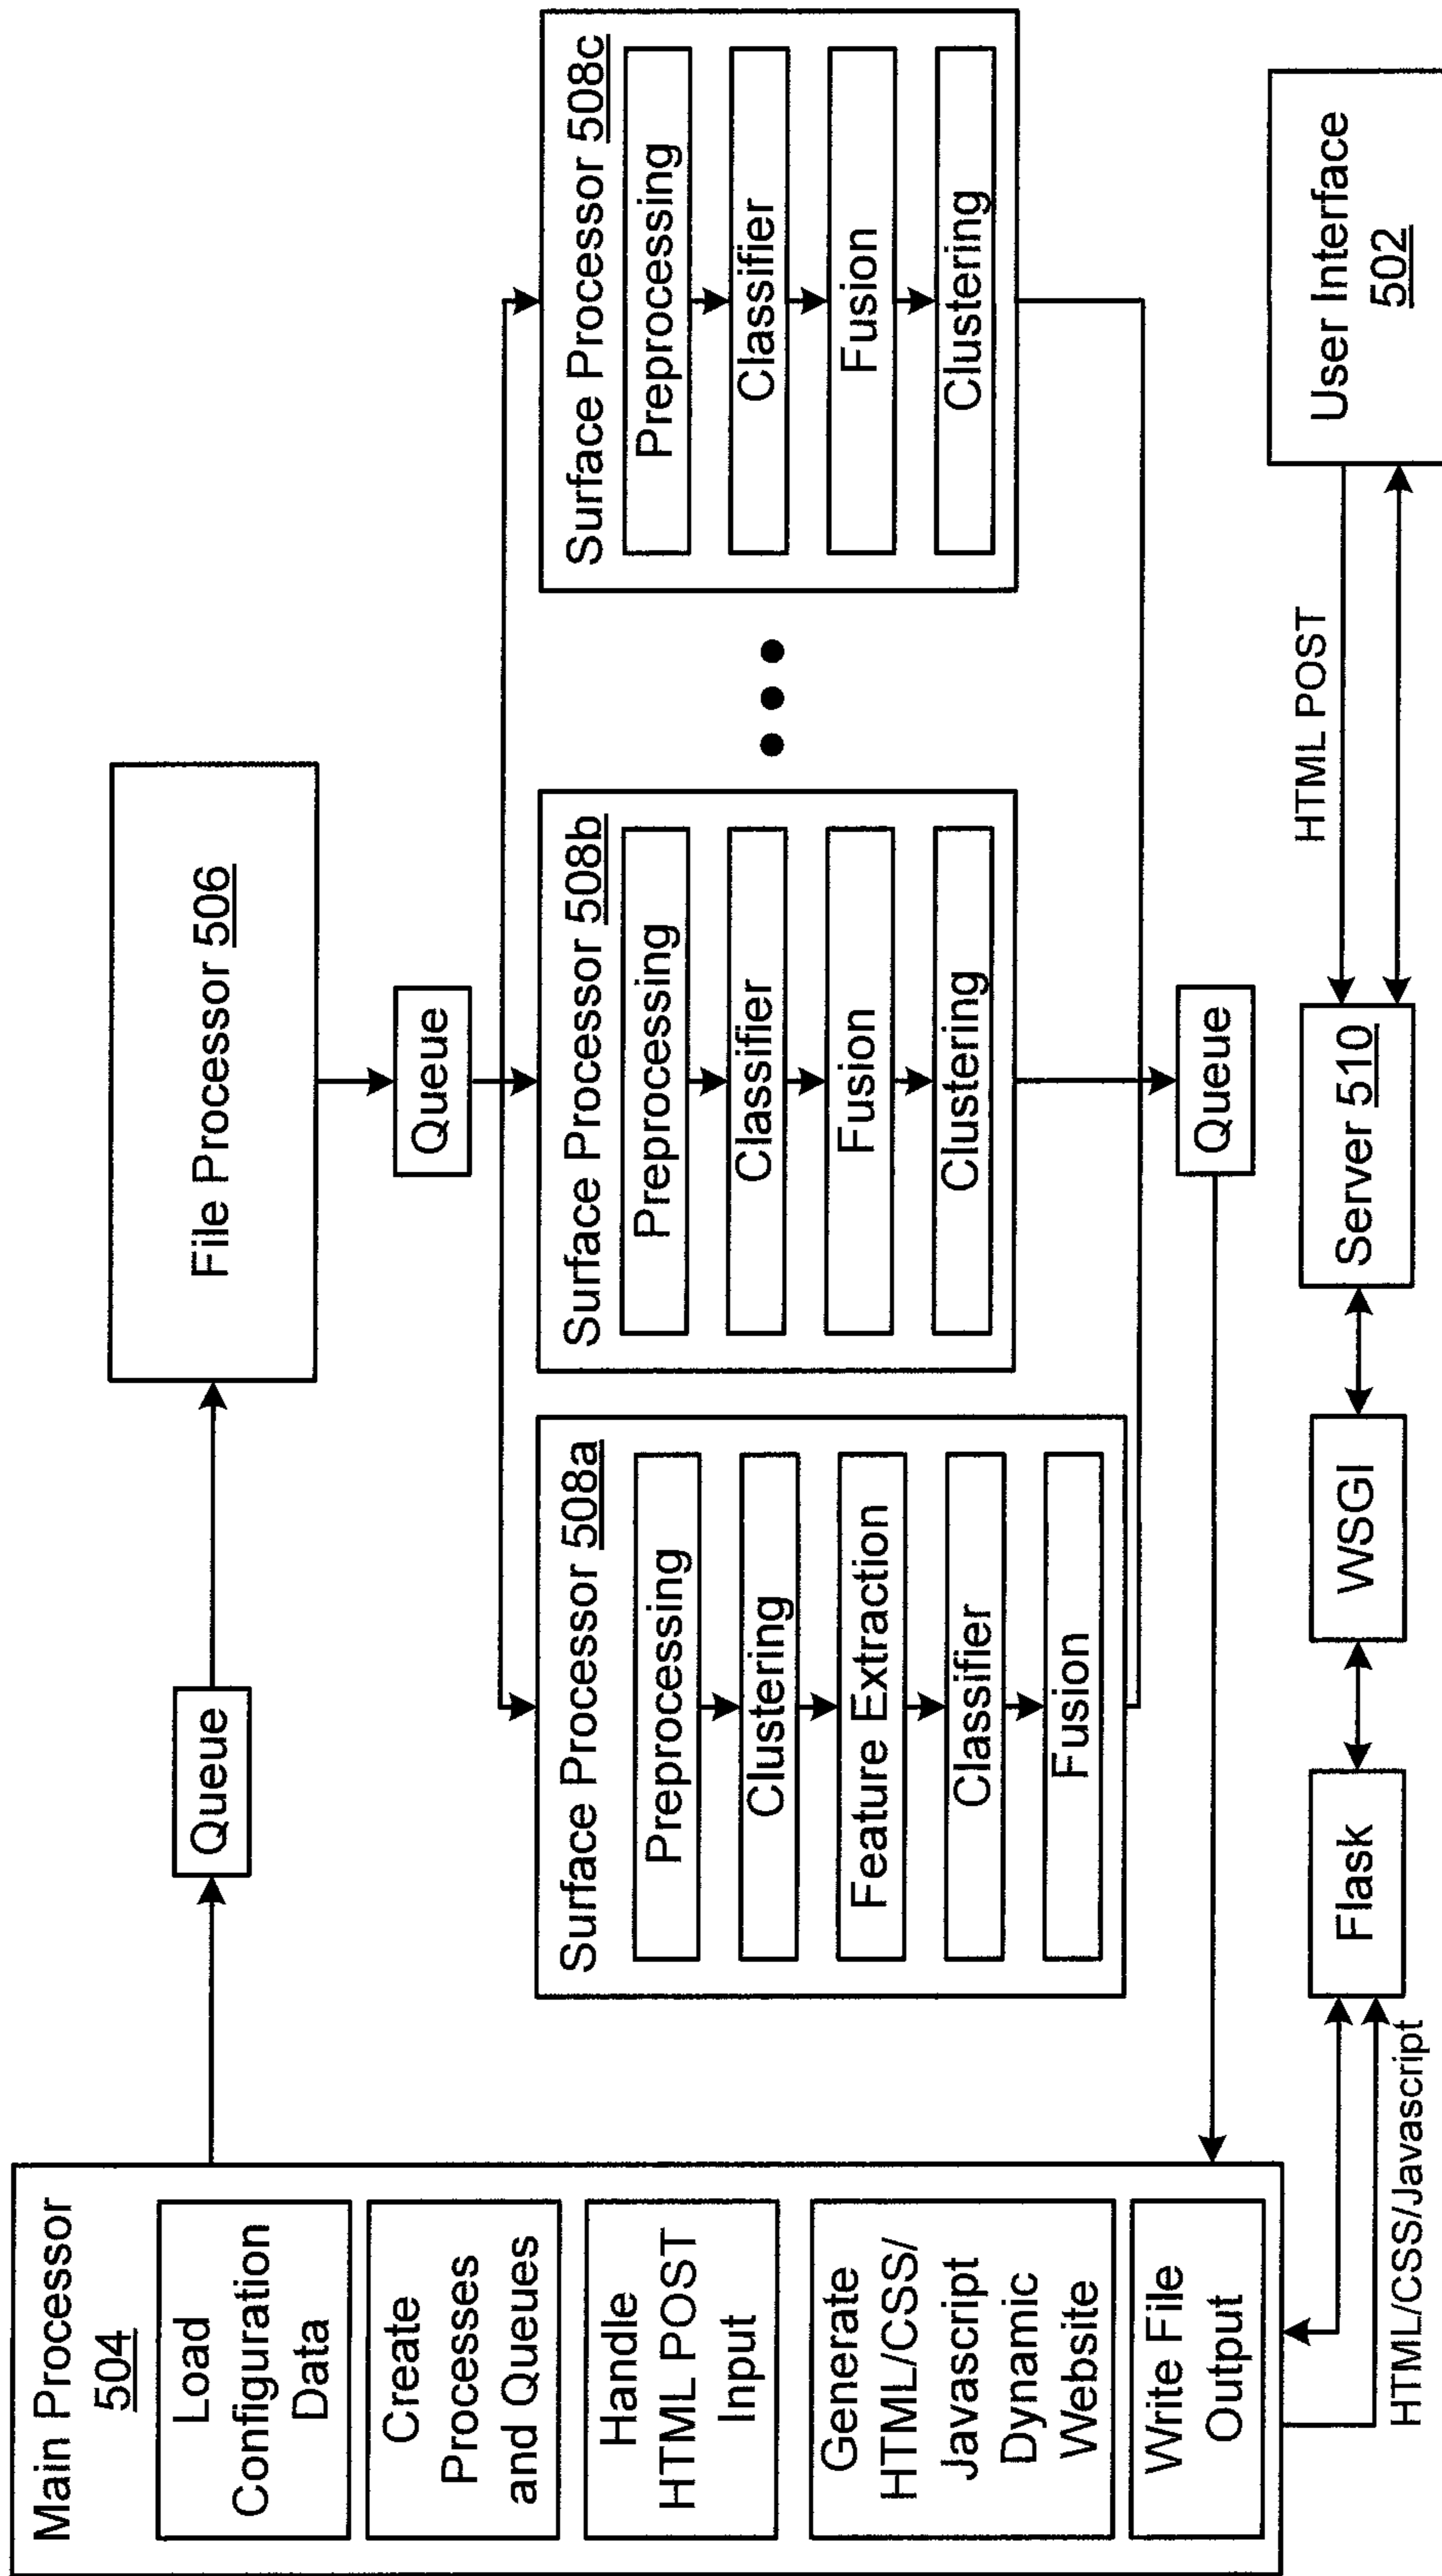 Main Processor
504
Load
Configuration
Data
Create
Processes
and Queues
Handle
HTML POST
Input
Generate
HTML/CSS/
Javascript
Dynamic
Website
Write File
Output
Queue
File Processor 506
Queue
Surface Processor 508a
Preprocessing
Clustering
Feature Extraction
Classifier
Fusion
Surface Processor 508b
Preprocessing
Classifier
Fusion
Clustering
Surface Processor 508c
Preprocessing
Classifier
Fusion
Clustering
Queue
HTML/CSS/Javascript
Flask
WSGI
Server 510
HTML POST
User Interface
502